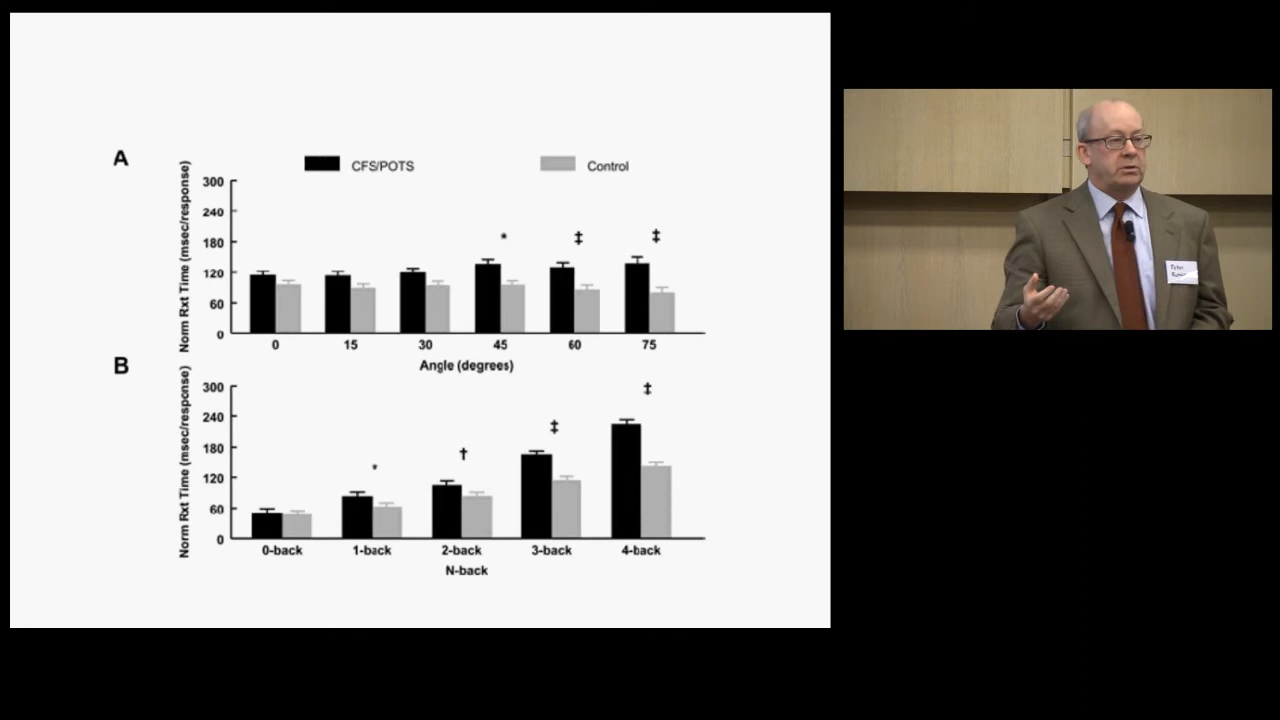 A
CFS/POTS
Control
Norm Rxt Time (msec/response)
300
240
180
120
60
0
*
‡
‡
0
15
30
45
60
75
Angle (degrees)
B
Norm Rxt Time (msec/response)
300
240
180
120
60
0
*
†
‡
‡
0-back
1-back
2-back
3-back
4-back
N-back